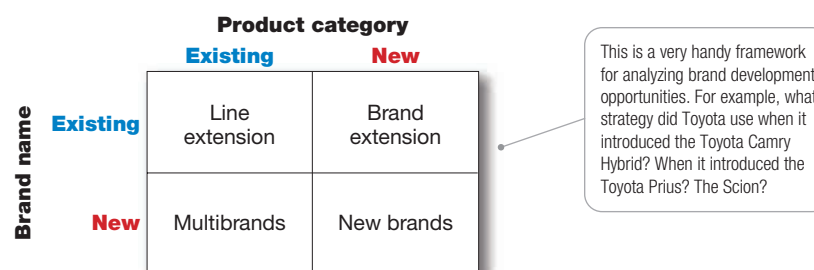 Product category
Existing New
Brand name
Existing
Line
extension
Brand
extension
New
Multibrands
New brands
This is a very handy framework
for analyzing brand development
opportunities. For example, what
strategy did Toyota use when it
introduced the Toyota Camry
Hybrid? When it introduced the
Toyota Prius? The Scion?